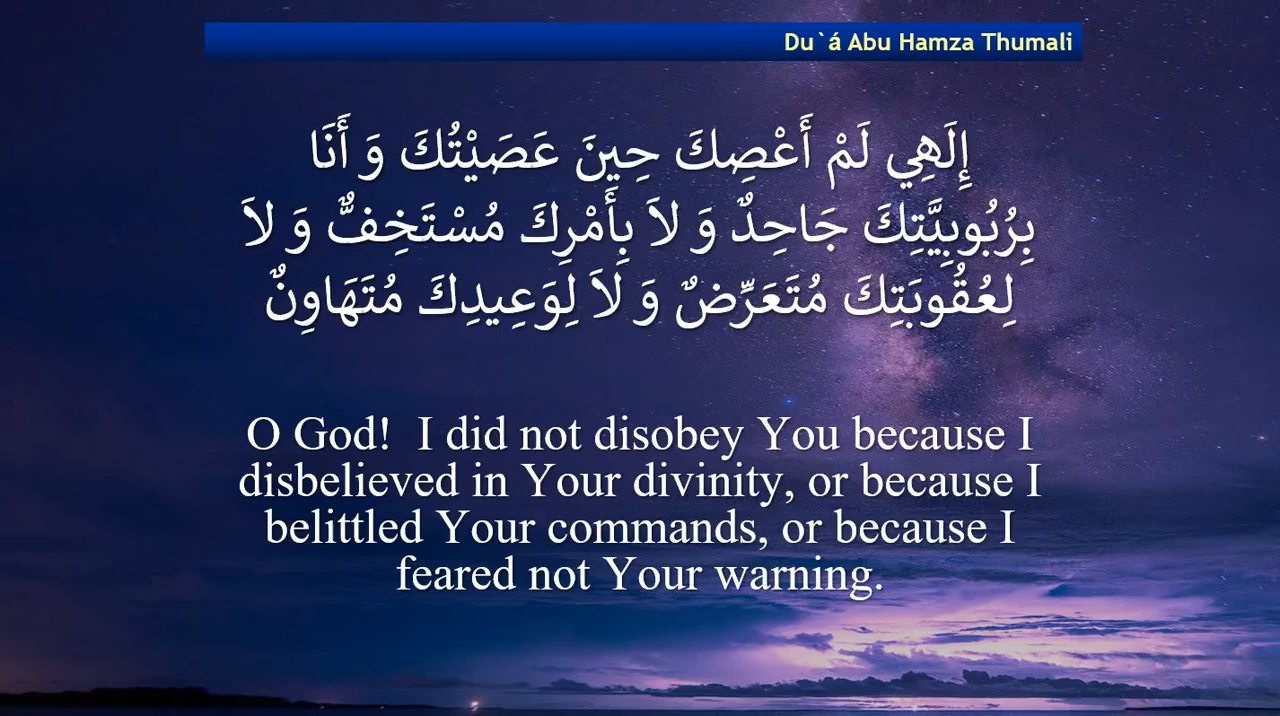 Du`á Abu Hamza Thumali
إِلَهِي لَمْ أَعْصِكَ حِينَ عَصَيْتُكَ وَ أَنَا
بِرُبُوبِيَّتِكَ جَاحِدٌ وَ لاَ بِأَمْرِكَ مُسْتَخِفٌّ وَ لاَ
لِعُقُوبَتِكَ مُتَعَرِّضٌ وَ لاَ لِوَعِيدِكَ مُتَهَاوِنٌ
O God!  I did not disobey You because I
disbelieved in Your divinity, or because I
belittled Your commands, or because I
feared not Your warning.